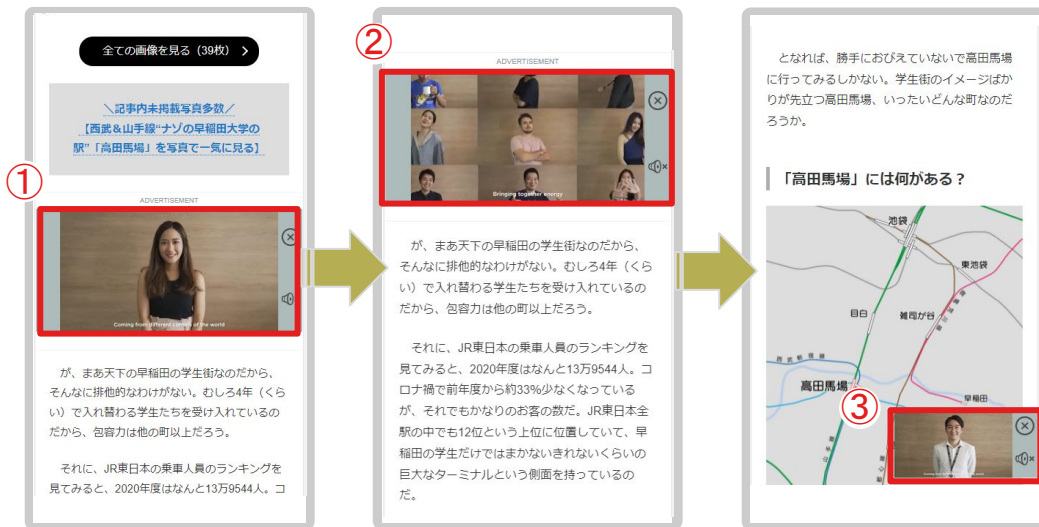 ①
全ての画像を見る（39枚）
＼記事内未掲載写真多数／
【西武＆山手線“ナゾの早稲田大学の
駅”「高田馬場」を写真で一気に見る】
ADVERTISEMENT
Coming from different corners of the world
が、まあ天下の早稲田の学生街なのだから、
そんなに排他的なわけがない。むしろ4年（くら
い）で入れ替わる学生たちを受け入れているの
だから、包容力は他の町以上だろう。
それに、JR東日本の乗車人員のランキングを
見てみると、2020年度はなんと13万9544人。コ
②
ADVERTISEMENT
Bringing together energy
が、まあ天下の早稲田の学生街なのだから、
そんなに排他的なわけがない。むしろ4年（くら
い）で入れ替わる学生たちを受け入れているの
だから、包容力は他の町以上だろう。
それに、JR東日本の乗車人員のランキングを
見てみると、2020年度はなんと13万9544人。コ
ロナ禍で前年度から約33%少なくなっている
が、それでもかなりのお客の数だ。JR東日本全
駅の中でも12位という上位に位置していて、早
稲田の学生だけではまかないきれないくらいの
巨大なターミナルという側面を持っているの
だ。
となれば、勝手におびえていないで高田馬場
に行ってみるしかない。学生街のイメージばか
りが先立つ高田馬場、いったいどんな町なのだ
ろうか。
「高田馬場」には何がある？
池袋
東池袋
目白
雑司が谷
西武新宿線
高田馬場
早稲田
③